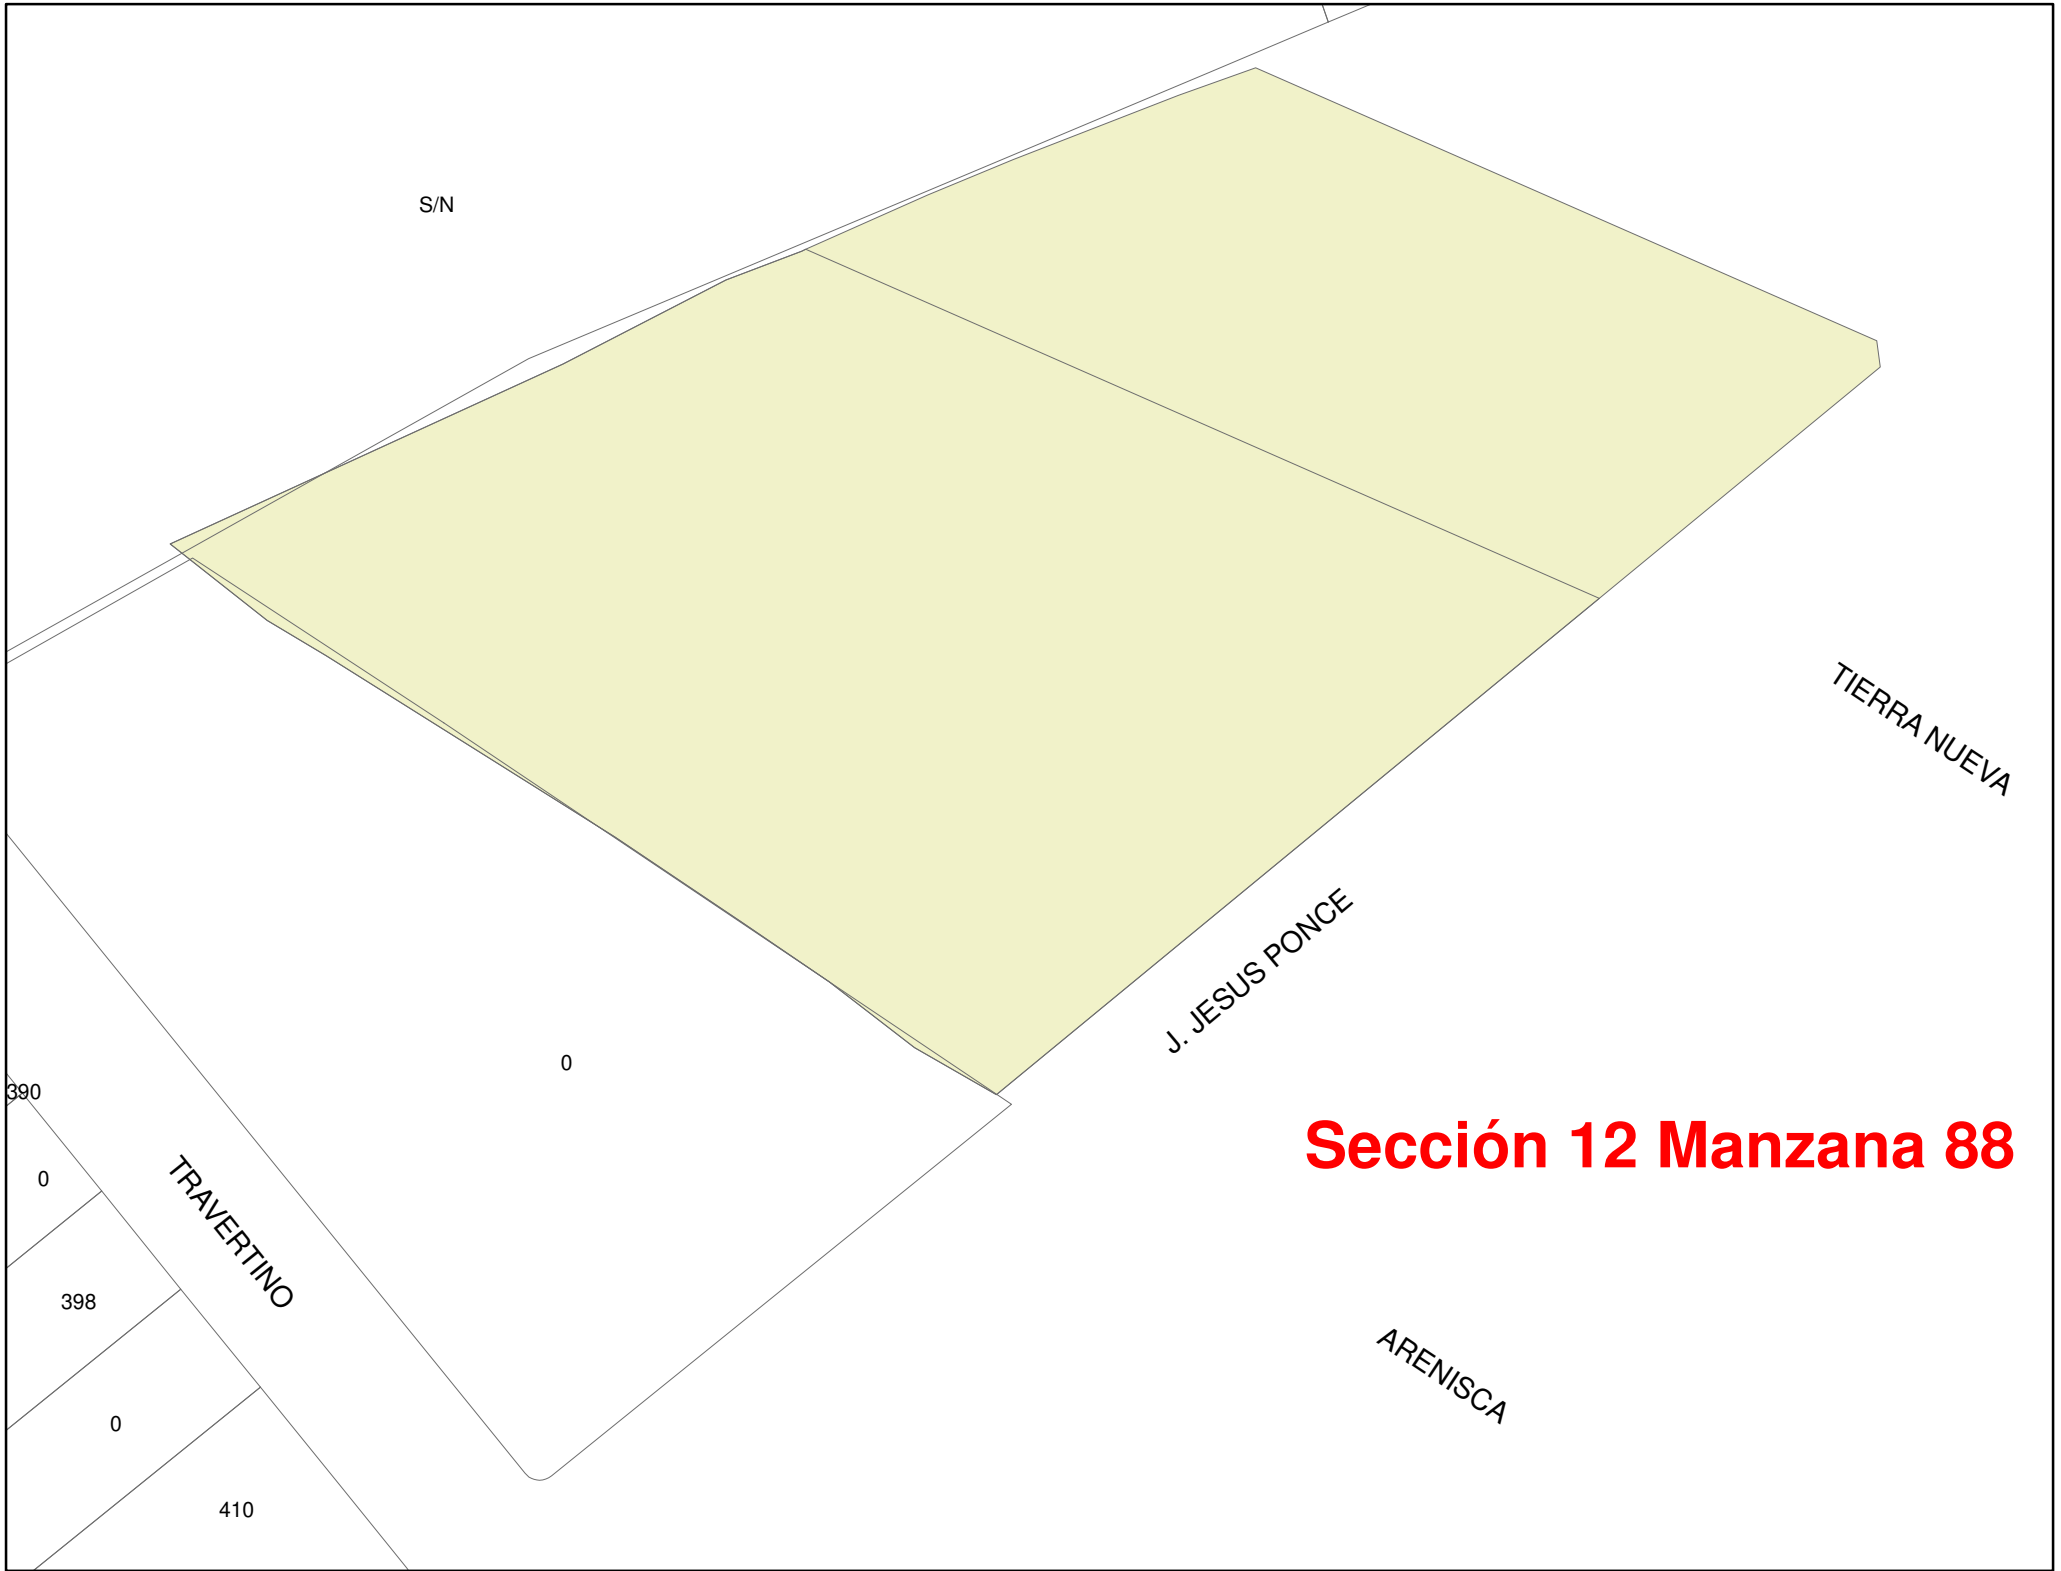 S/N
TIERRA NUEVA
J. JESUS PONCE
0
390
Sección 12 Manzana 88
0
TRAVERTINO
398
ARENISCA
0
410